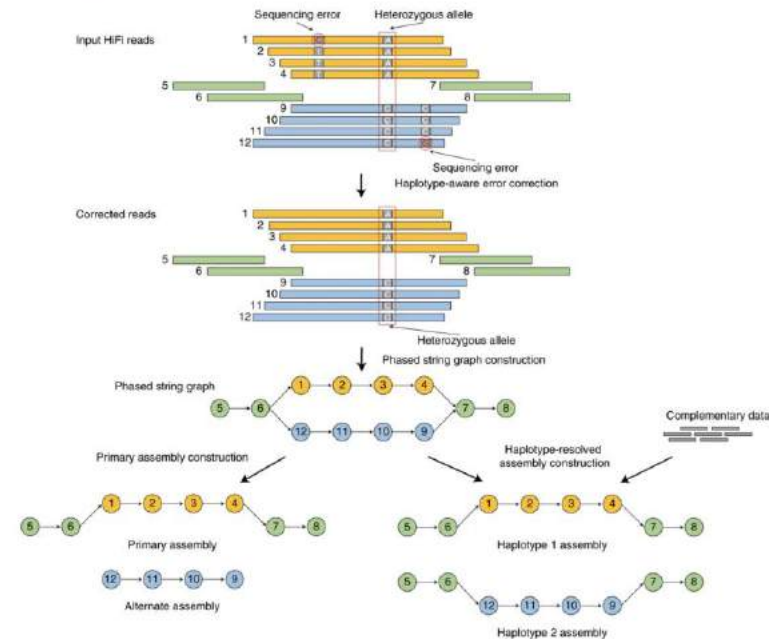 Sequencing error
Heterozygous allele
Input HiFi reads
1
2
3
4
5
7
6
8
9
10
11
12
Sequencing error
Haplotype-aware error correction
Corrected reads
1
2
3
4
5
7
6
8
9
10
11
12
Heterozygous allele
Phased string graph construction
Phased string graph
1 2 3 4
5 6 7 8
12 11 10 9
Complementary data
Primary assembly construction
Haplotype-resolved
assembly construction
1 2 3 4
5 6 7 8
Primary assembly
12 11 10 9
Alternate assembly
1 2 3 4
5 6 7 8
Haplotype 1 assembly
5 6 7 8
12 11 10 9
Haplotype 2 assembly